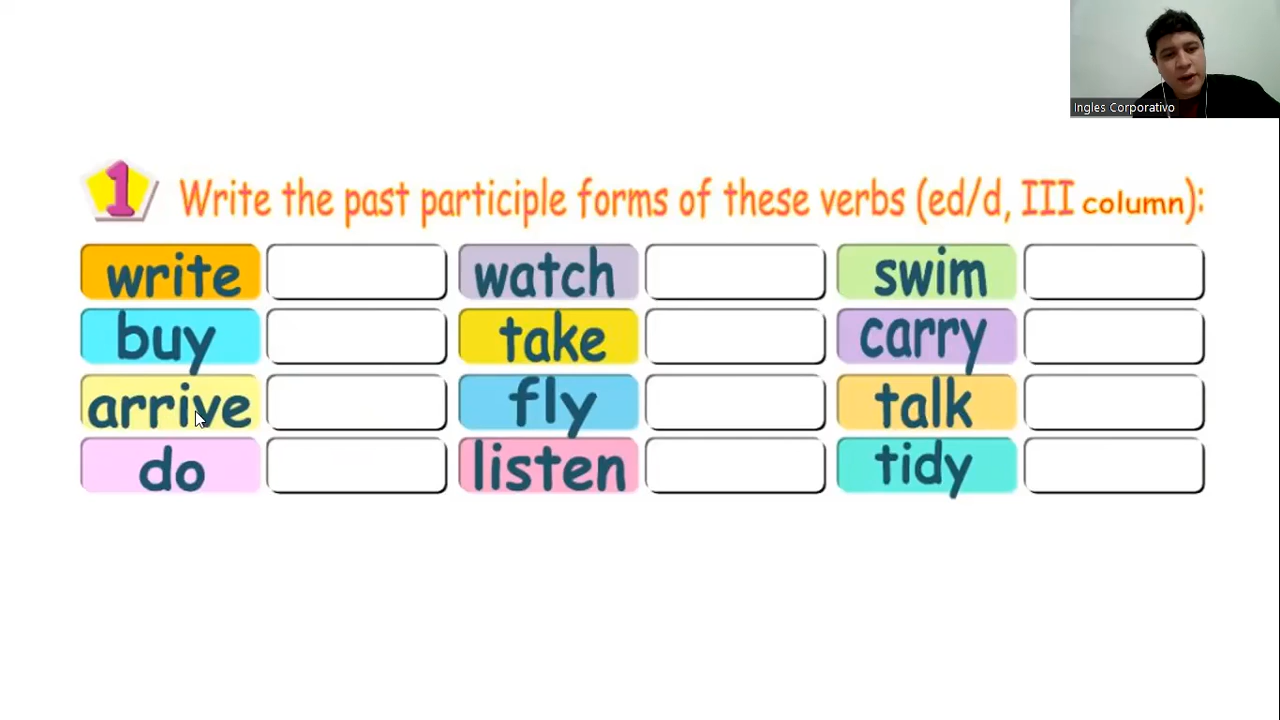 Ingles Corporativo
1 Write the past participle forms of these verbs (ed/d, III column):
write watch swim
buy take carry
arrive fly talk
do listen tidy